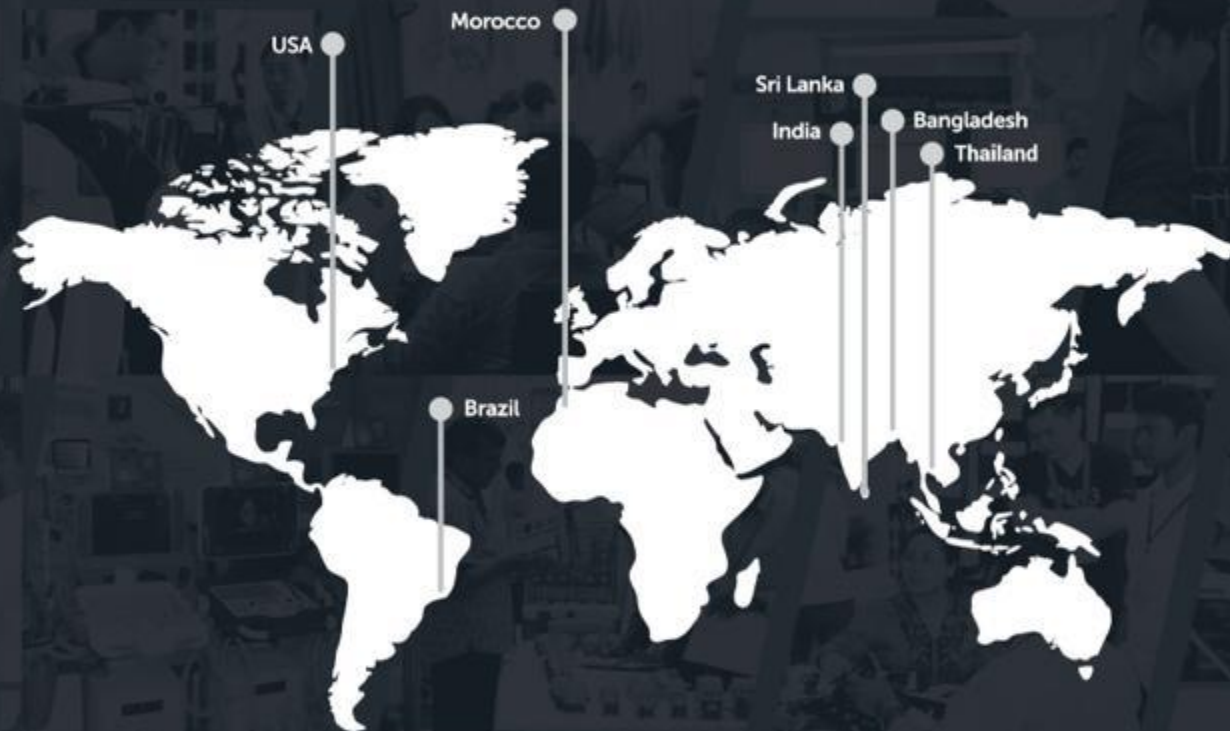 Morocco
USA
Sri Lanka
Bangladesh
India
Thailand
Brazil